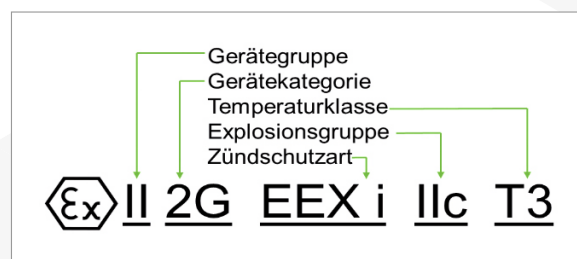 Gerätegruppe
Gerätekategorie
Temperaturklasse
Explosionsgruppe
Zündschutzart
Ex II 2G EEX i IIc T3